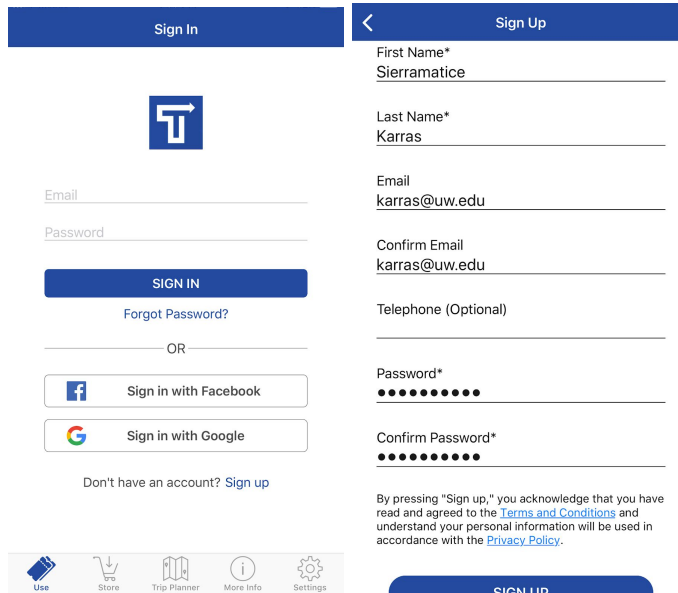 Sign In
Email
Password
SIGN IN
Forgot Password?
OR
Sign in with Facebook
Sign in with Google
Don't have an account? Sign up
Use
Store
Trip Planner
More Info
Settings
Sign Up
First Name*
Sierramatice
Last Name*
Karras
Email
karras@uw.edu
Confirm Email
karras@uw.edu
Telephone (Optional)
Password*
Confirm Password*
By pressing "Sign up," you acknowledge that you have
read and agreed to the Terms and Conditions and
understand your personal information will be used in
accordance with the Privacy Policy.
SIGN UP